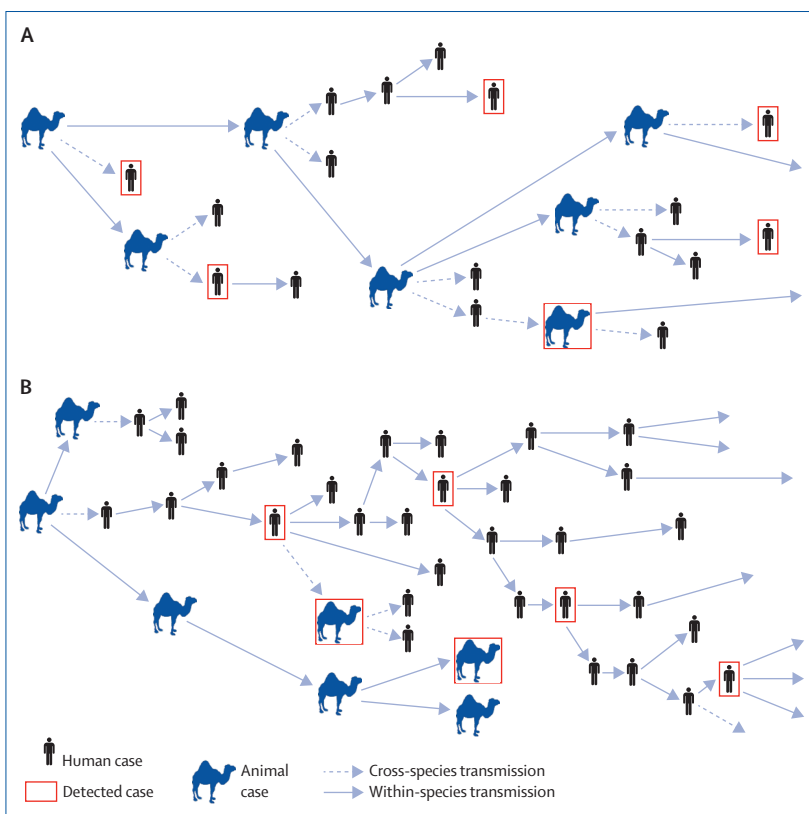 A
B
Human case
Detected case
Animal
case
Cross-species transmission
Within-species transmission